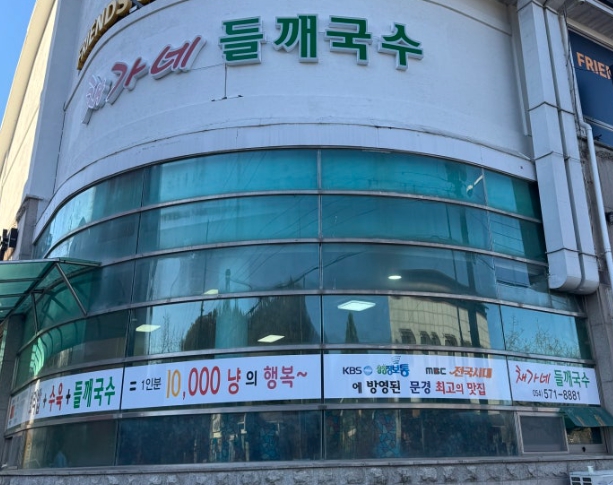 FRIENDS
채가네 들깨국수
FRIEN
+ 수육 + 들깨국수 = 1인분 10,000 냥의 행복~
KBS 생생정보통 MBC 전국시대
에 방영된 문경 최고의 맛집
채가네 들깨국수
(054) 571-8881